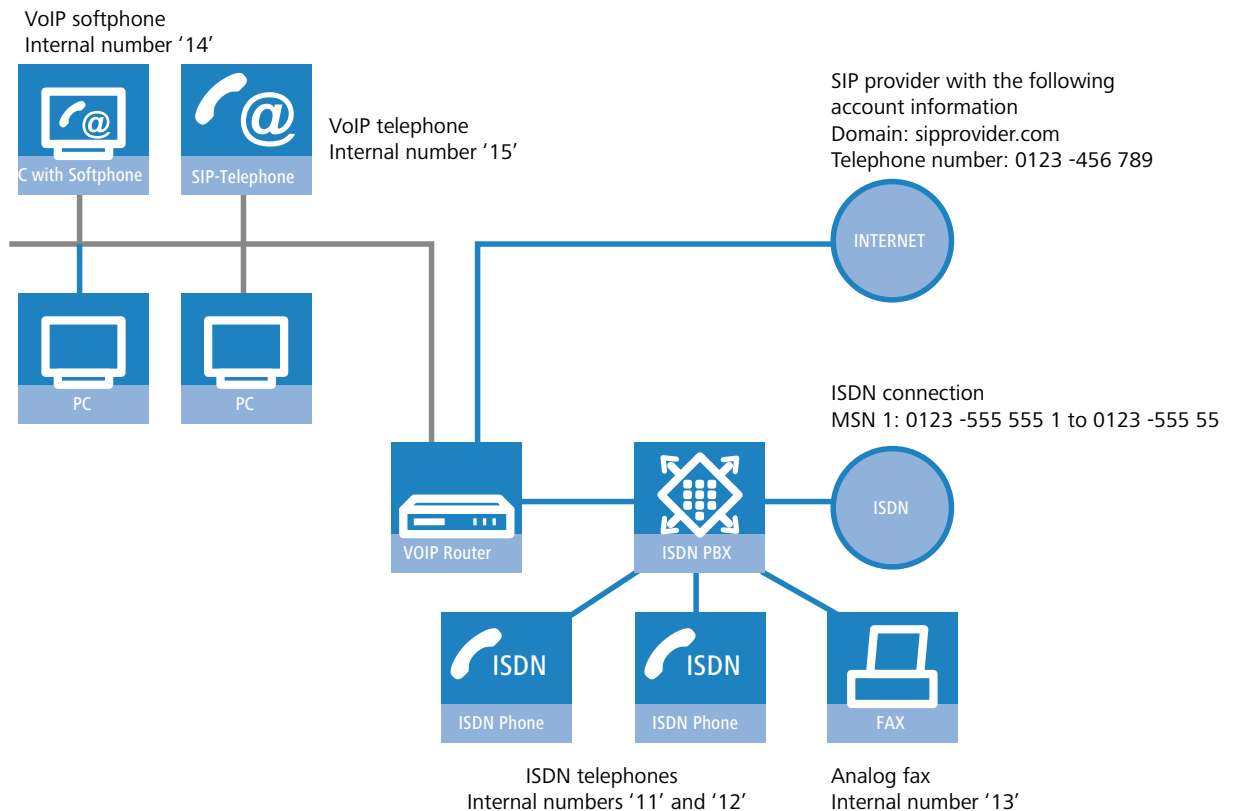 VoIP softphone
Internal number ‘14’
C with Softphone
SIP-Telephone
@
@
VoIP telephone
Internal number ‘15’
SIP provider with the following
account information
Domain: sipprovider.com
Telephone number: 0123 -456 789
INTERNET
PC
PC
ISDN connection
MSN 1: 0123 -555 555 1 to 0123 -555 55
ISDN
VOIP Router
ISDN PBX
ISDN
ISDN Phone
ISDN
ISDN Phone
FAX
ISDN telephones
Internal numbers ‘11’ and ‘12’
Analog fax
Internal number ‘13’